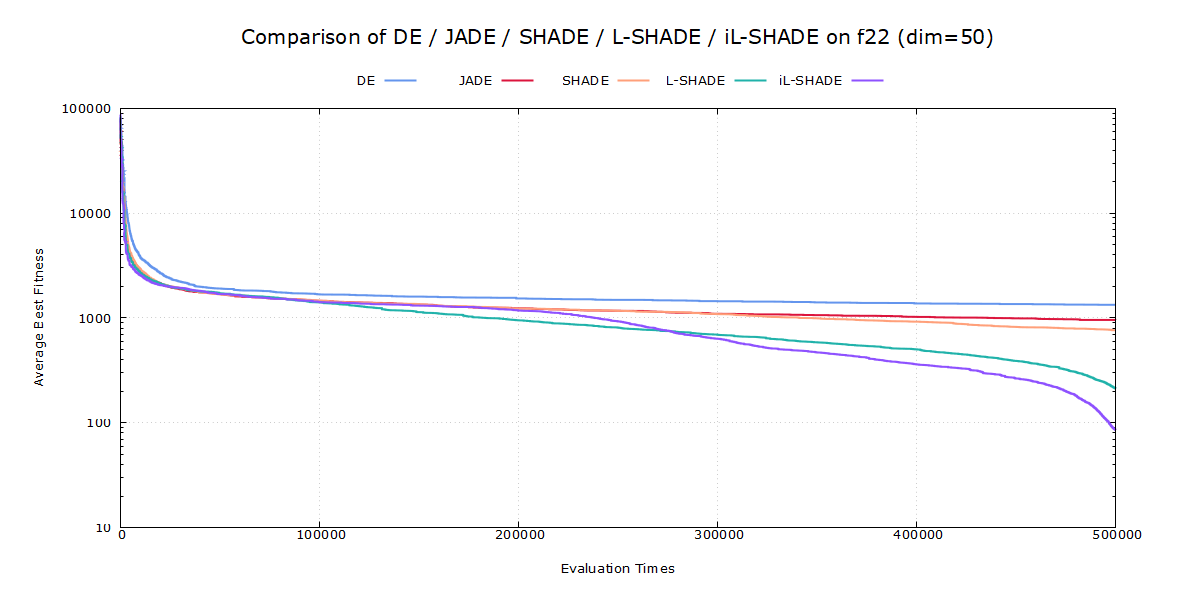 Comparison of DE / JADE / SHADE / L-SHADE / iL-SHADE on f22 (dim=50)
DE JADE SHADE L-SHADE iL-SHADE
100000
10000
1000
100
10
Average Best Fitness
0 100000 200000 300000 400000 500000
Evaluation Times